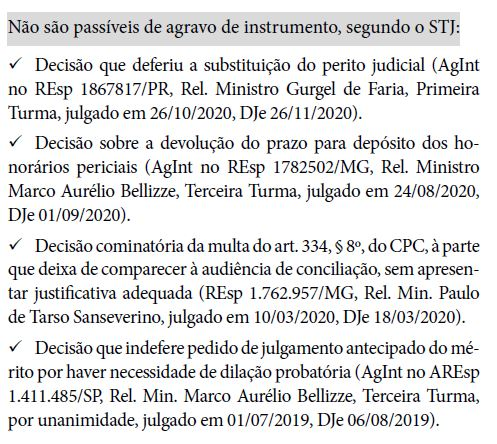 Não são passíveis de agravo de instrumento, segundo o STJ:
✓ Decisão que deferiu a substituição do perito judicial (AgInt
no REsp 1867817/PR, Rel. Ministro Gurgel de Faria, Primeira
Turma, julgado em 26/10/2020, DJe 26/11/2020).
✓ Decisão sobre a devolução do prazo para depósito dos ho-
norários periciais (AgInt no REsp 1782502/MG, Rel. Ministro
Marco Aurélio Bellizze, Terceira Turma, julgado em 24/08/2020,
DJe 01/09/2020).
✓ Decisão cominatória da multa do art. 334, § 8º, do CPC, à parte
que deixa de comparecer à audiência de conciliação, sem apresen-
tar justificativa adequada (REsp 1.762.957/MG, Rel. Min. Paulo
de Tarso Sanseverino, julgado em 10/03/2020, DJe 18/03/2020).
✓ Decisão que indefere pedido de julgamento antecipado do mé-
rito por haver necessidade de dilação probatória (AgInt no AREsp
1.411.485/SP, Rel. Min. Marco Aurélio Bellizze, Terceira Turma,
por unanimidade, julgado em 01/07/2019, DJe 06/08/2019).